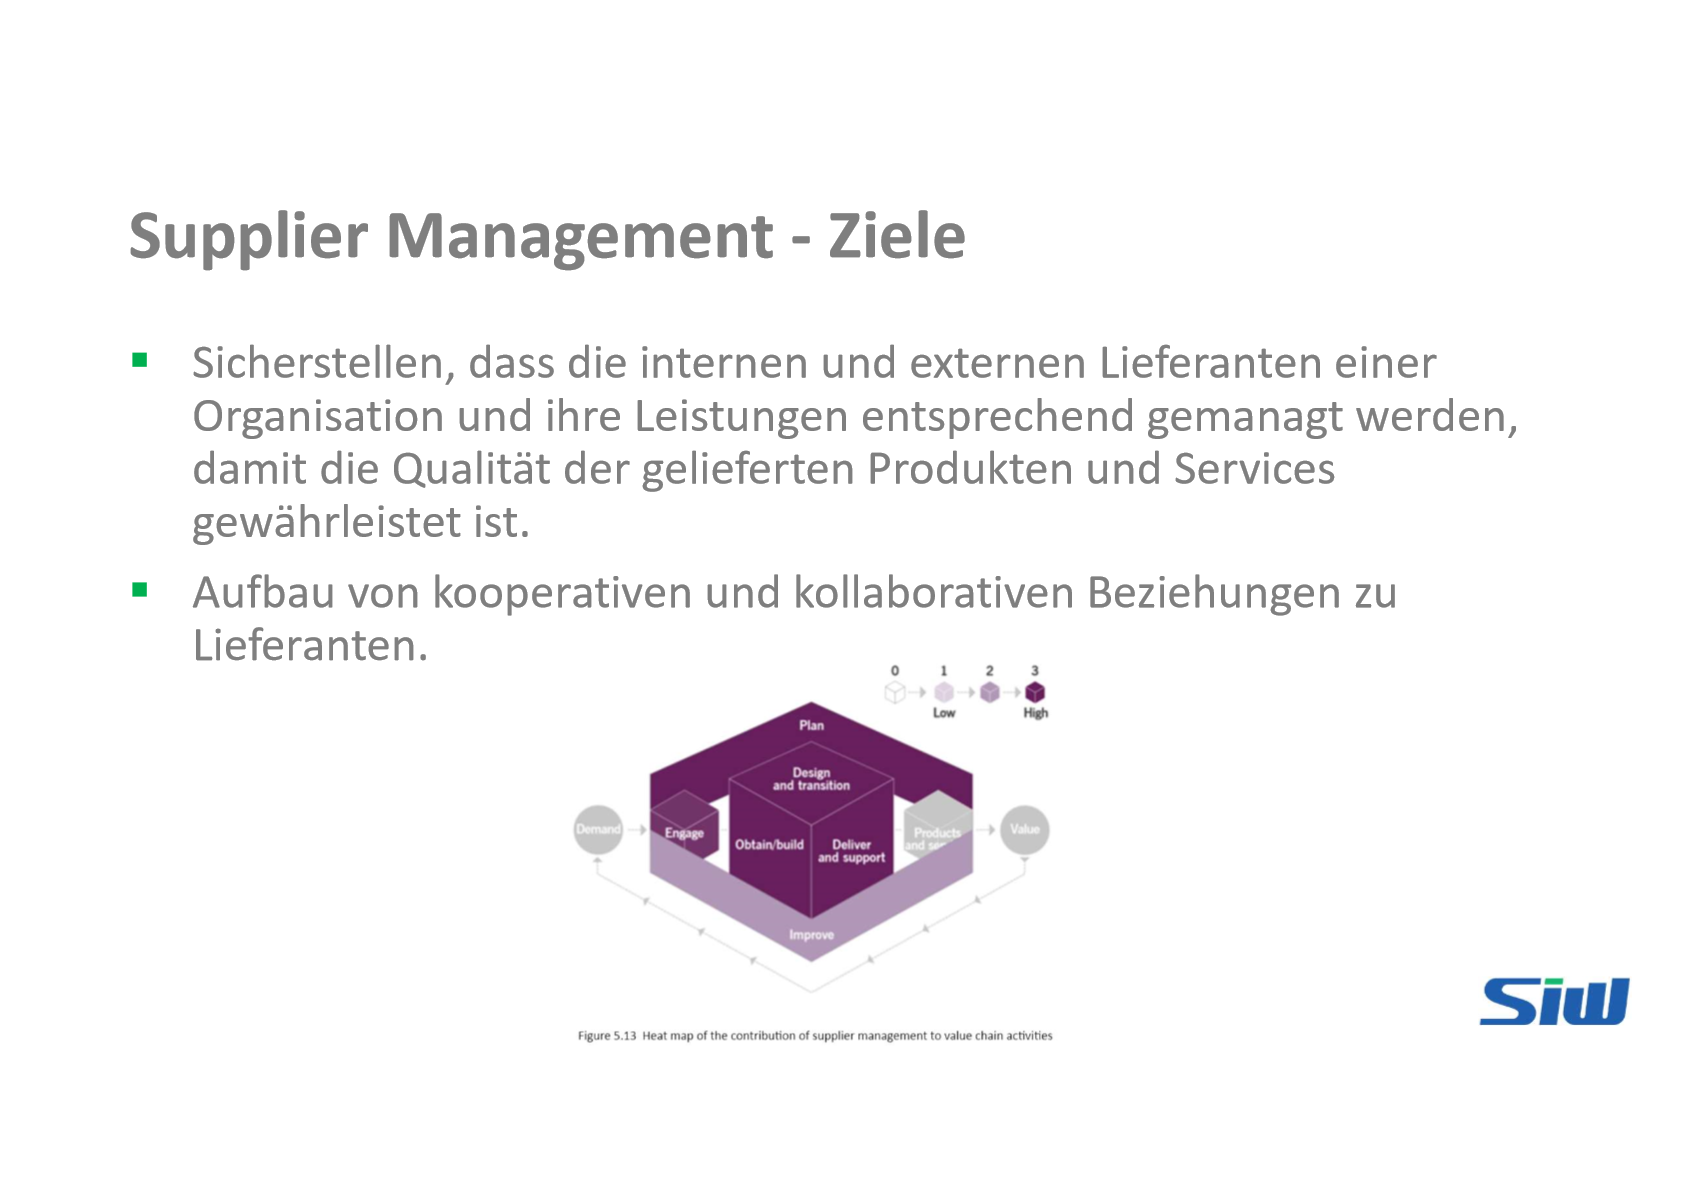 Supplier Management - Ziele
Sicherstellen, dass die internen und externen Lieferanten einer
Organisation und ihre Leistungen entsprechend gemanagt werden,
damit die Qualität der gelieferten Produkten und Services
gewährleistet ist.
Aufbau von kooperativen und kollaborativen Beziehungen zu
Lieferanten.
0 1 2 3
Low High
Plan
Design
and transition
Demand
Engage
Obtain/build
Deliver
and support
Products
and
Value
Improve
Figure 5.13 Heat map of the contribution of supplier management to value chain activities
Siw